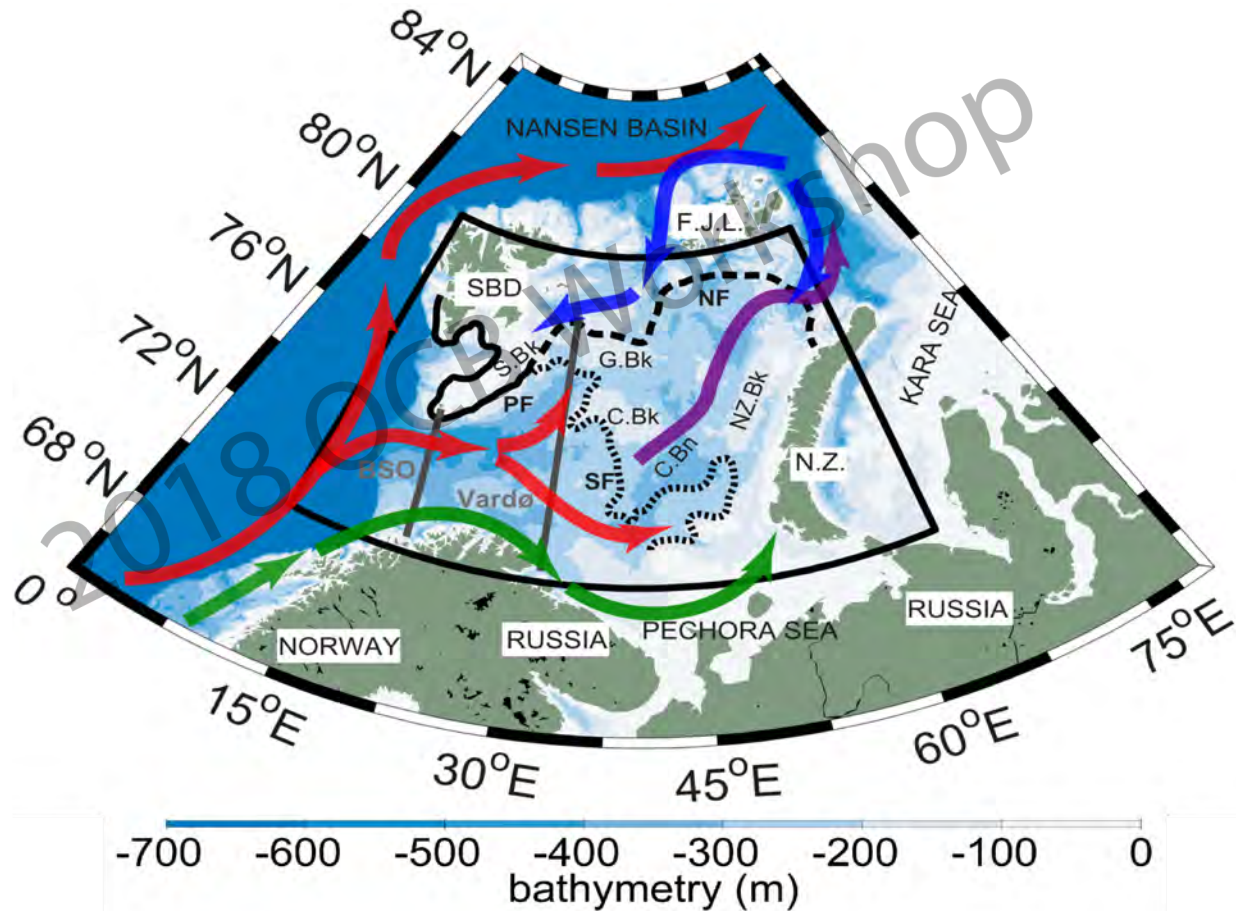 84°N
80°N
76°N
72°N
68°N
0°
15°E
30°E
45°E
60°E
75°E
NANSEN BASIN
F.J.L.
SBD
NF
S.Bk
G.Bk
PF
C.Bk
NZ.Bk
KARA SEA
BSO
C.Bn
SF
N.Z.
Vardø
NORWAY
RUSSIA
PECHORA SEA
RUSSIA
2018 OCB Workshop
-700 -600 -500 -400 -300 -200 -100 0
bathymetry (m)